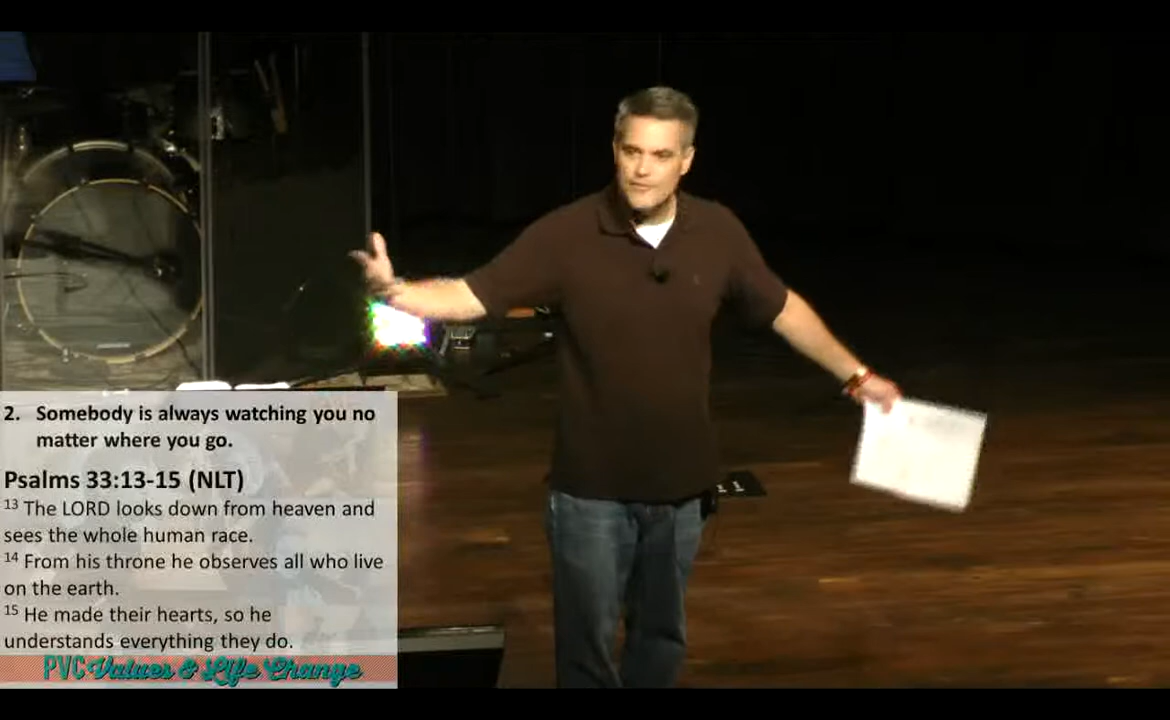 2. Somebody is always watching you no
matter where you go.
Psalms 33:13-15 (NLT)
13 The LORD looks down from heaven and
sees the whole human race.
14 From his throne he observes all who live
on the earth.
15 He made their hearts, so he
understands everything they do.
PVC Values & Life Change